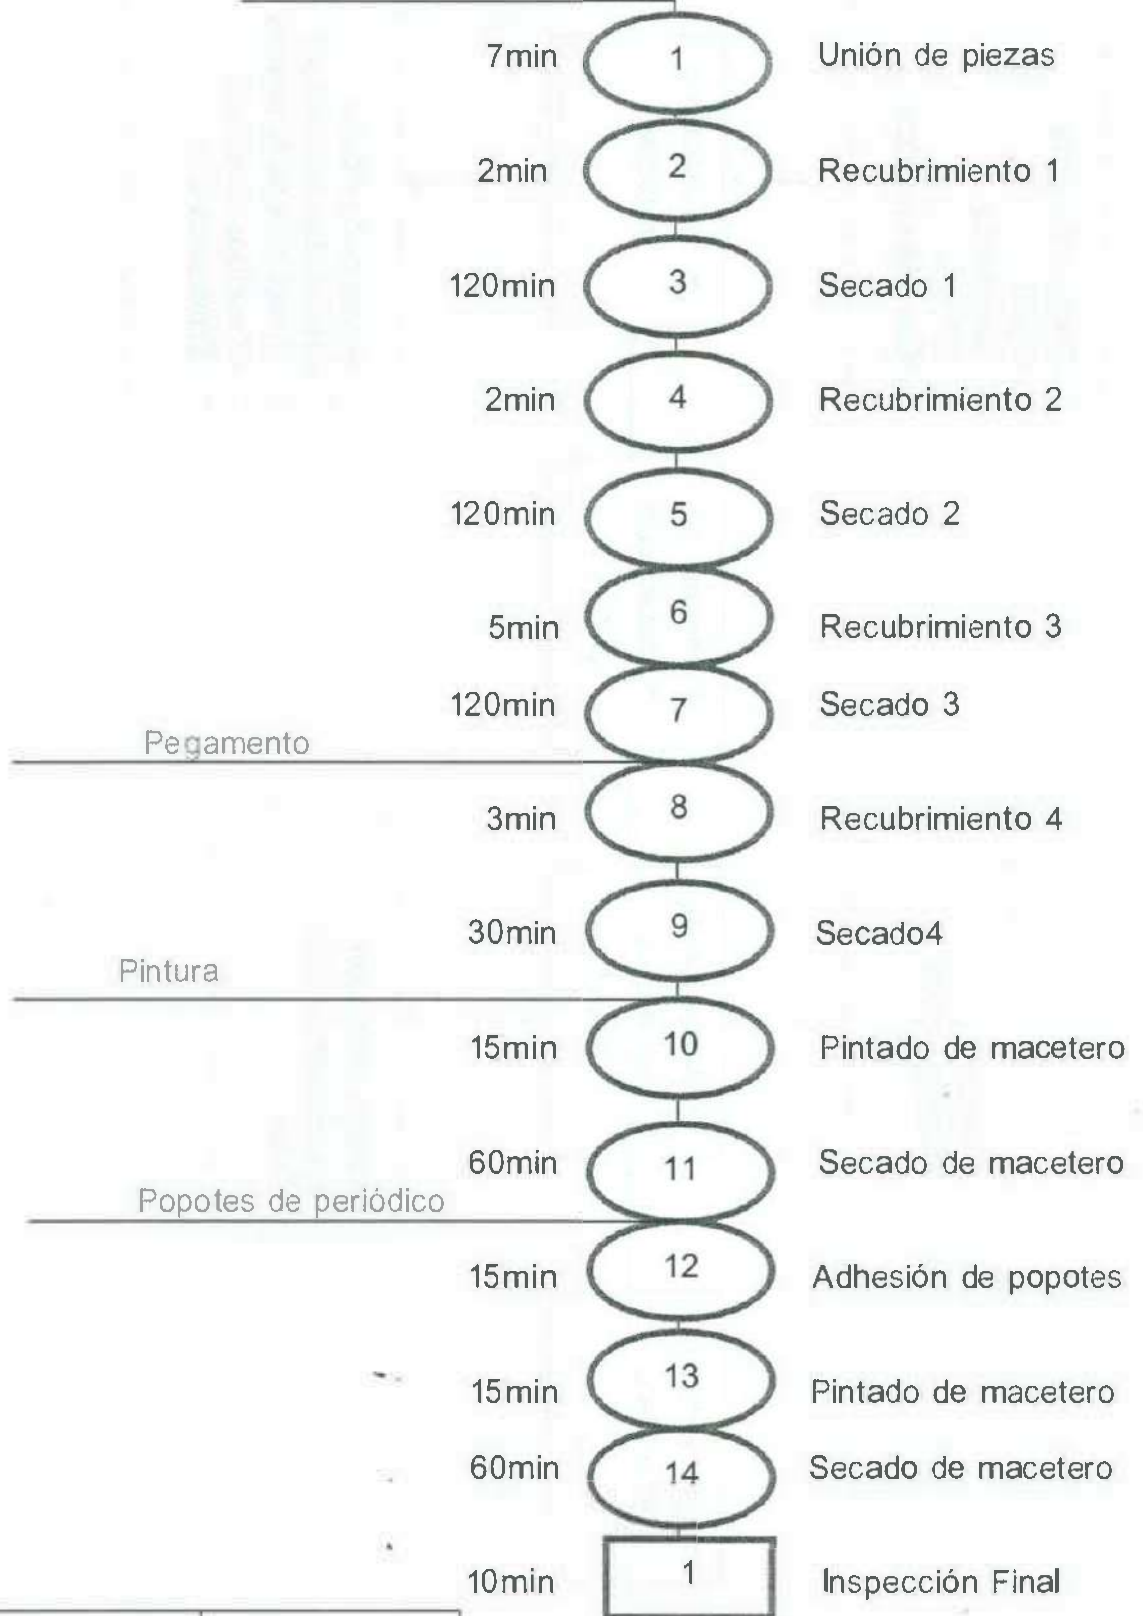 7min 1 Unión de piezas
2min 2 Recubrimiento 1
120min 3 Secado 1
2min 4 Recubrimiento 2
120min 5 Secado 2
5min 6 Recubrimiento 3
120min 7 Secado 3
Pegamento
3min 8 Recubrimiento 4
30min 9 Secado4
Pintura
15min 10 Pintado de macetero
60min 11 Secado de macetero
Popotes de periódico
15min 12 Adhesión de popotes
15min 13 Pintado de macetero
60min 14 Secado de macetero
10min 1 Inspección Final